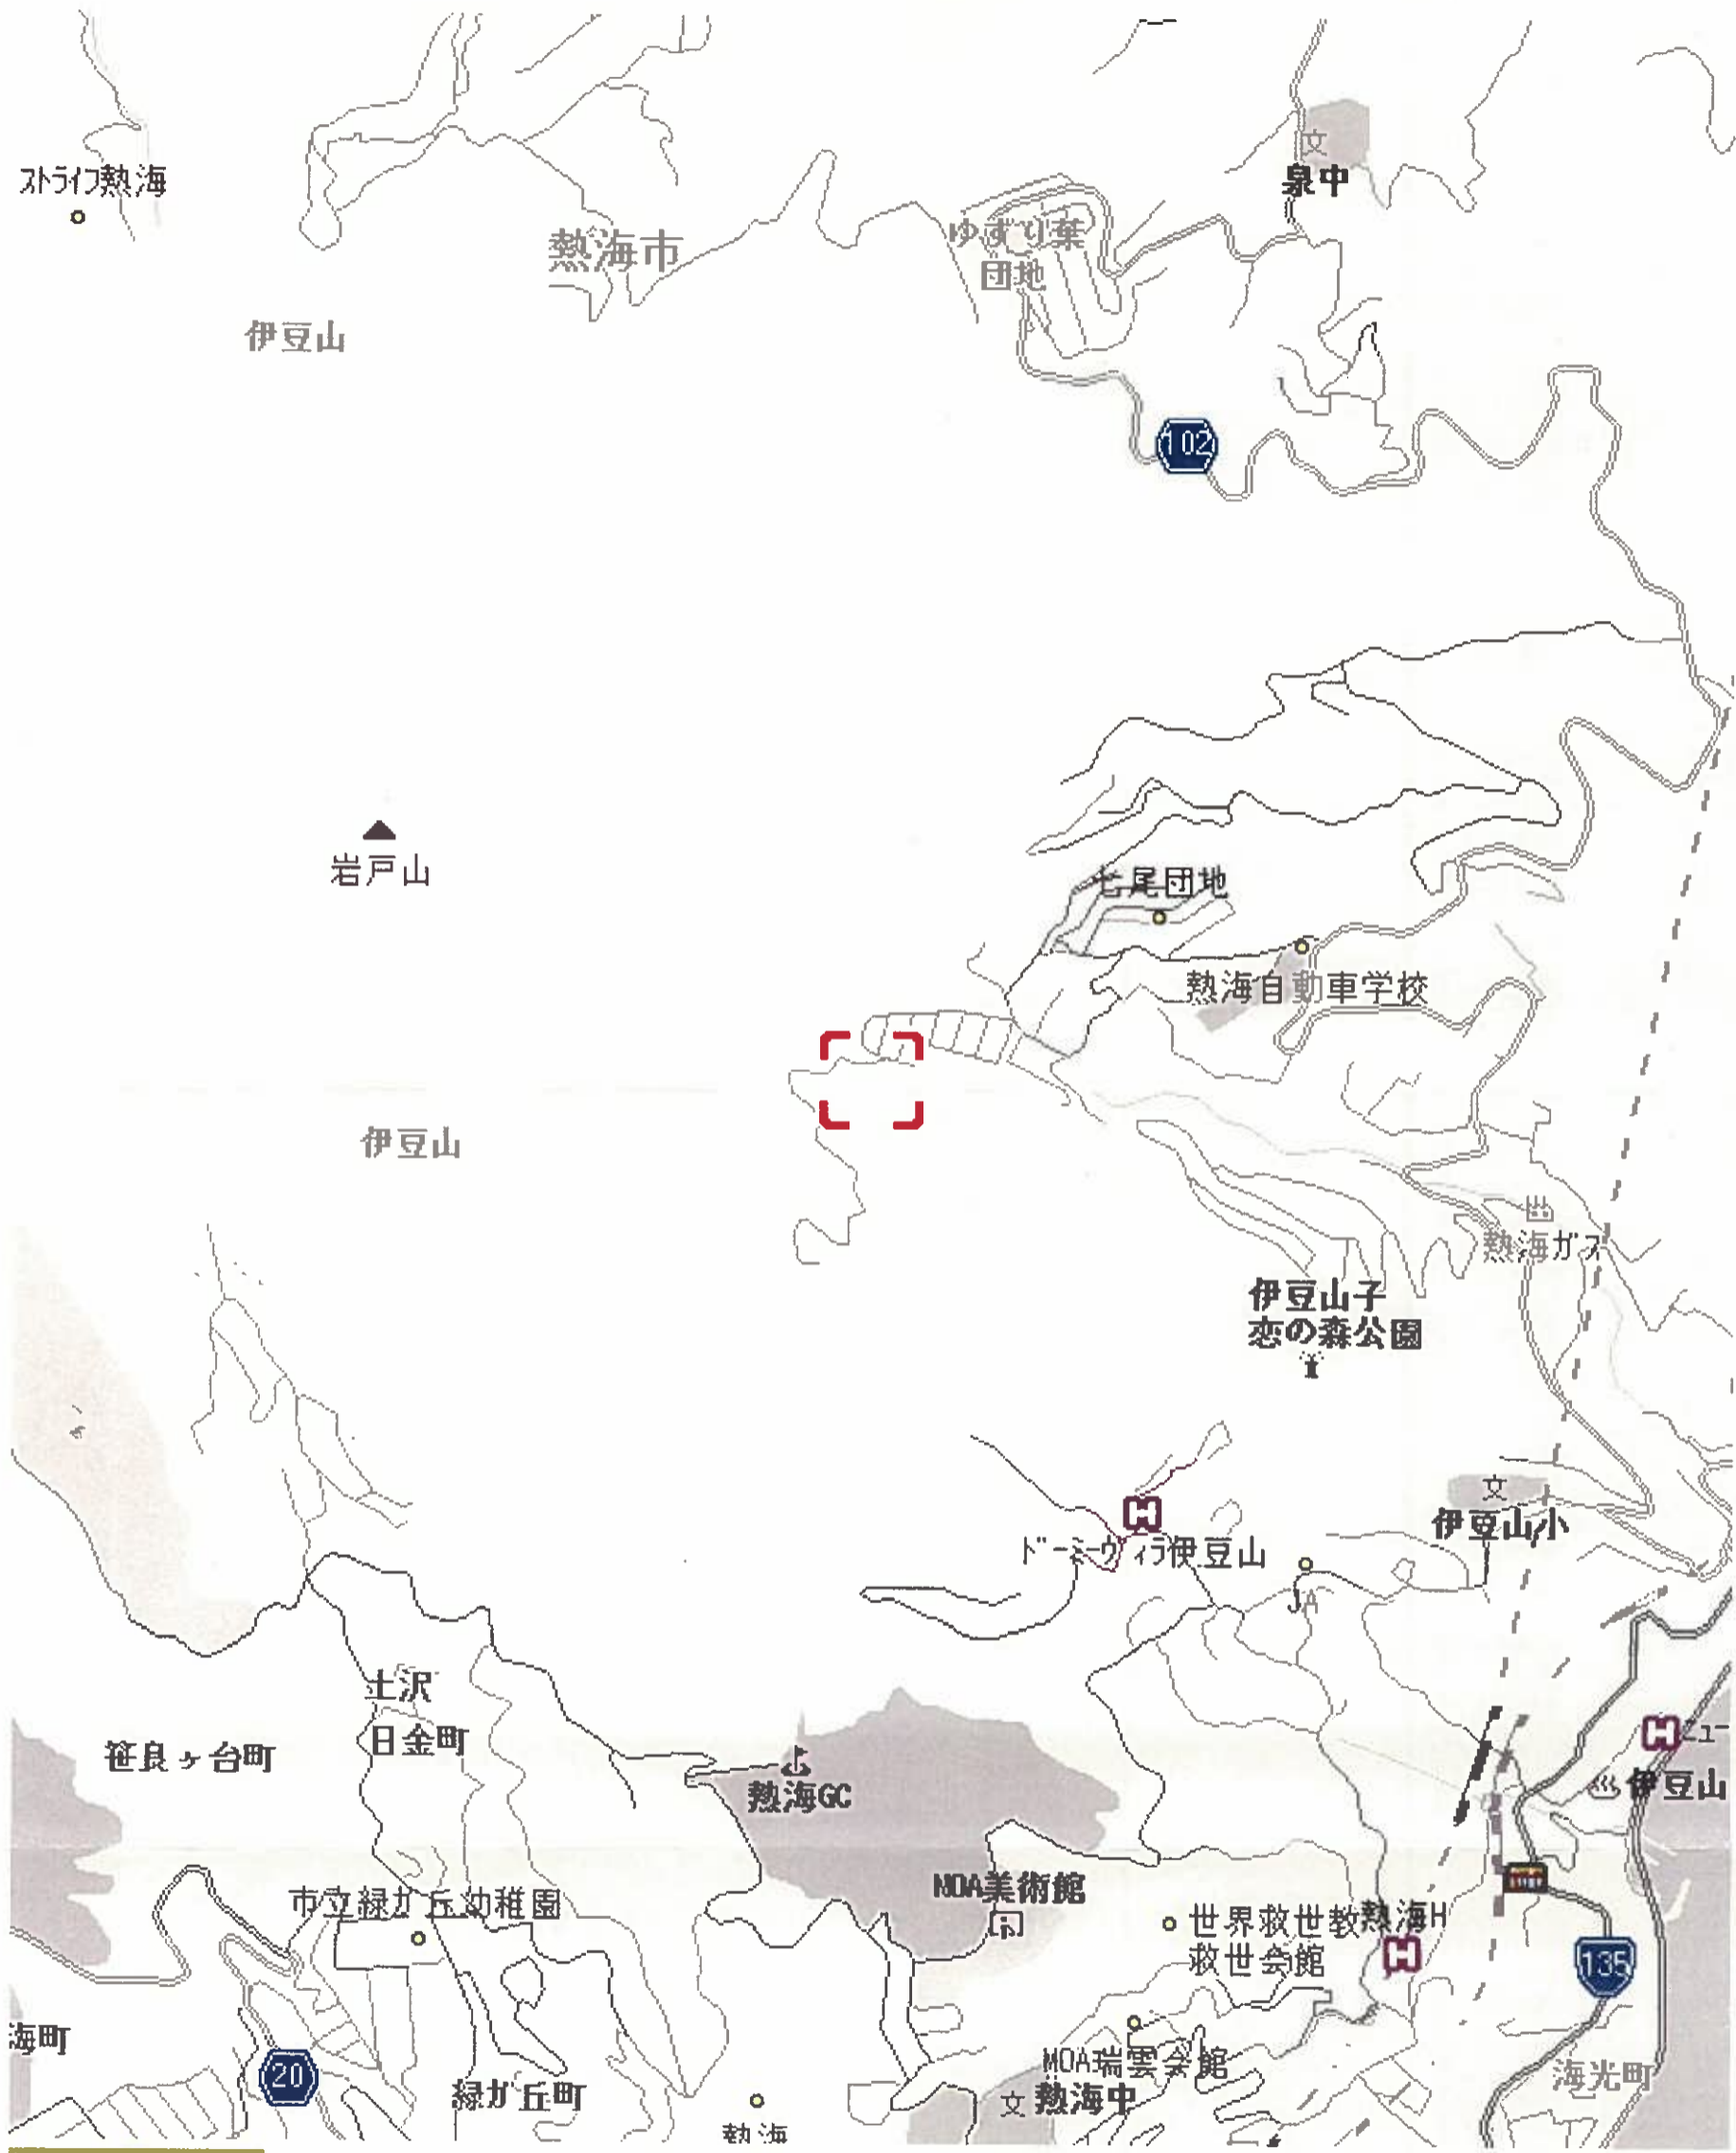 泉中
ｽﾄﾗｲﾌ熱海
熱海市
ゆずり葉
団地
伊豆山
102
岩戸山
七尾団地
熱海自動車学校
伊豆山
熱海ガス
伊豆山子
恋の森公園
伊豆山小
ﾄﾞｰﾐｰｳﾞｨﾗ伊豆山
JA
土沢
日金町
笹良ヶ台町
ニュー
伊豆山
熱海GC
MOA美術館
市立緑ガ丘幼稚園
世界救世教
救世会館
熱海H
135
海町
20
緑ガ丘町
MOA瑞雲会館
熱海中
海光町
熱海